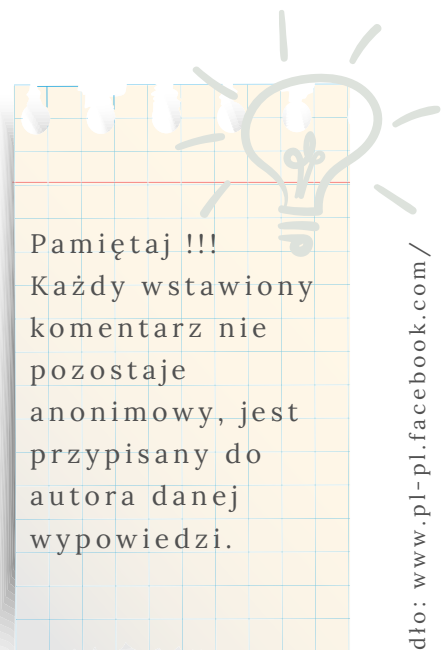 Pamiętaj !!!
Każdy wstawiony
komentarz nie
pozostaje
anonimowy, jest
przypisany do
autora danej
wypowiedzi.
dło: www.pl-pl.facebook.com/